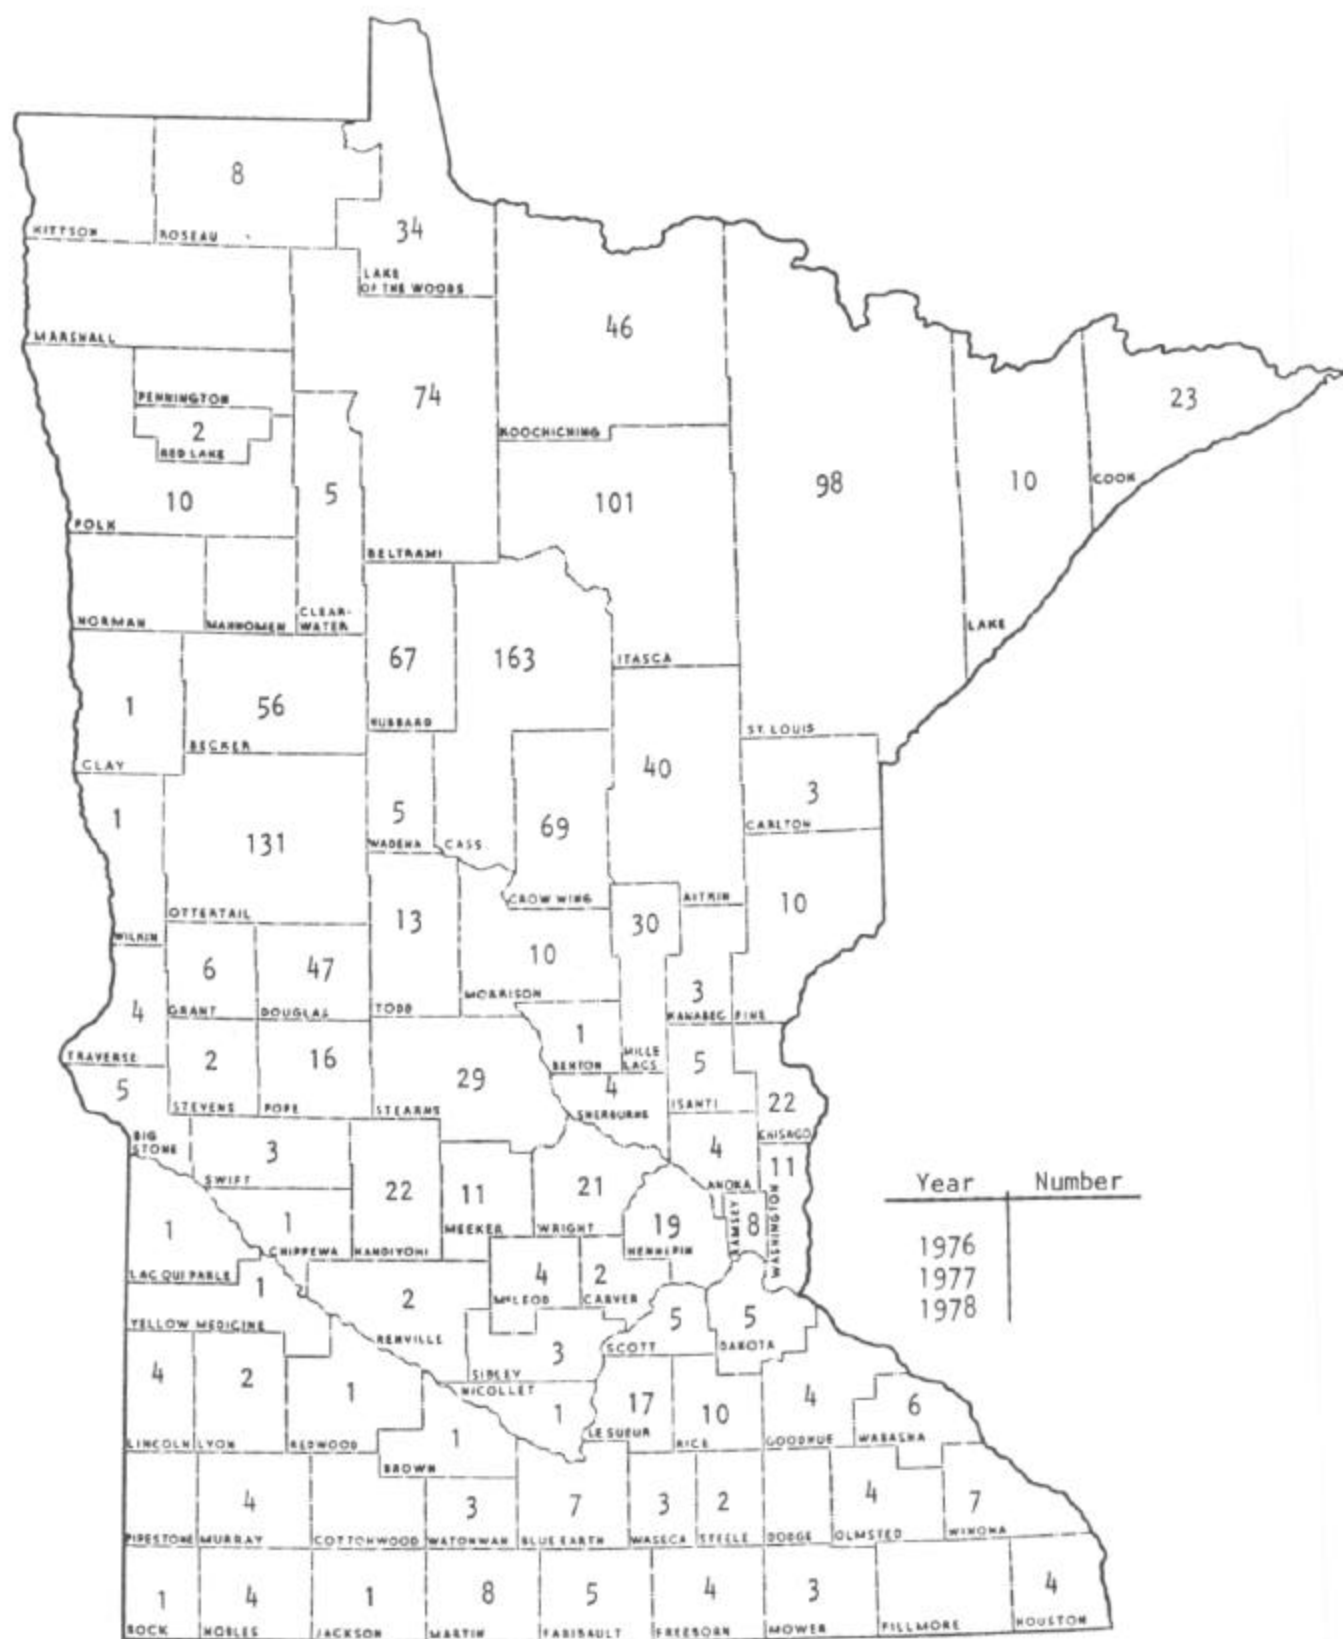 8
KITTSON
ROSEAU
34
LAKE
OF THE WOODS
46
MARSHALL
74
23
PENNINGTON
2
RED LAKE
KOOCHICHING
5
98
10
COOK
10
101
POLK
BELTRAMI
NORMAN
MAHNOMEN
CLEAR-
WATER
LAKE
67
163
ITASCA
1
56
HUBBARD
BECKER
ST. LOUIS
CLAY
40
3
1
5
69
CARLTON
131
WADENA
CASS
CROW WING
AITKIN
10
OTTERTAIL
13
30
WILKIN
6
47
10
3
MORRISON
4
GRANT
DOUGLAS
TODD
KANABEC
PINE
1
TRAVERSE
2
16
29
BENTON
MILLE
LACS
5
5
4
STEVENS
POPE
STEARNS
SHERBURNE
ISANTI
22
BIG
STONE
3
4
CHISAGO
SWIFT
22
11
21
ANOKA
11
Year Number
1
1
MEEKER
WRIGHT
19
RAMSEY
8
WASHINGTON
CHIPPEWA
KANDIYOHI
HENNEPIN
1976
LAC QUI PARLE
1
2
4
2
1977
McLEOD
CARVER
5
5
1978
YELLOW MEDICINE
RENVILLE
3
SCOTT
DAKOTA
4
2
1
SIBLEY
NICOLLET
1
17
10
4
6
LE SUEUR
LINCOLN
LYON
REDWOOD
1
RICE
GOODHUE
WABASHA
BROWN
4
3
7
3
2
4
7
PIPESTONE
MURRAY
COTTONWOOD
WATONWAN
BLUE EARTH
WASECA
STEELE
DODGE
OLMSTED
WINONA
1
4
1
8
5
4
3
4
ROCK
NOBLES
JACKSON
MARTIN
FARIBAULT
FREEBORN
MOWER
FILLMORE
HOUSTON